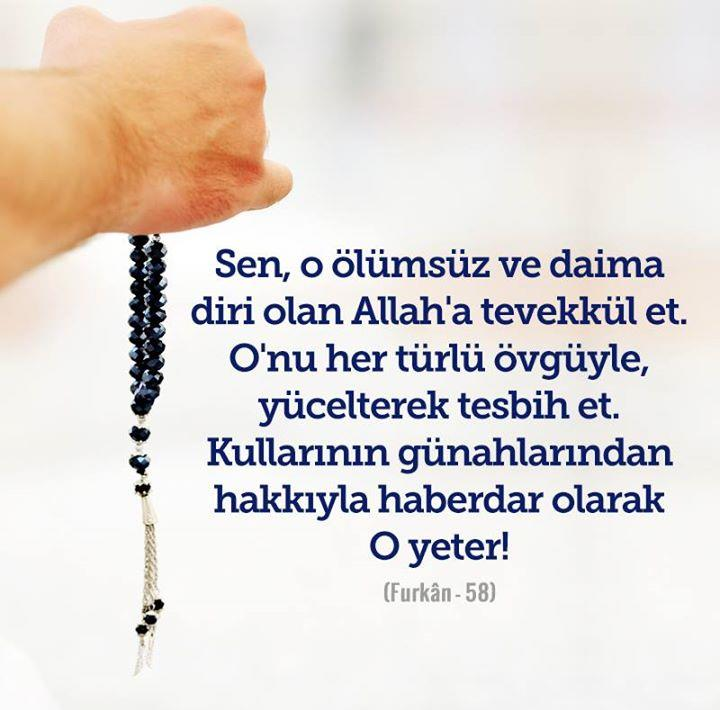 Sen, o ölümsüz ve daima
diri olan Allah'a tevekkül et.
O'nu her türlü övgüyle,
yücelterek tesbih et.
Kullarının günahlarından
hakkıyla haberdar olarak
O yeter!
(Furkân - 58)